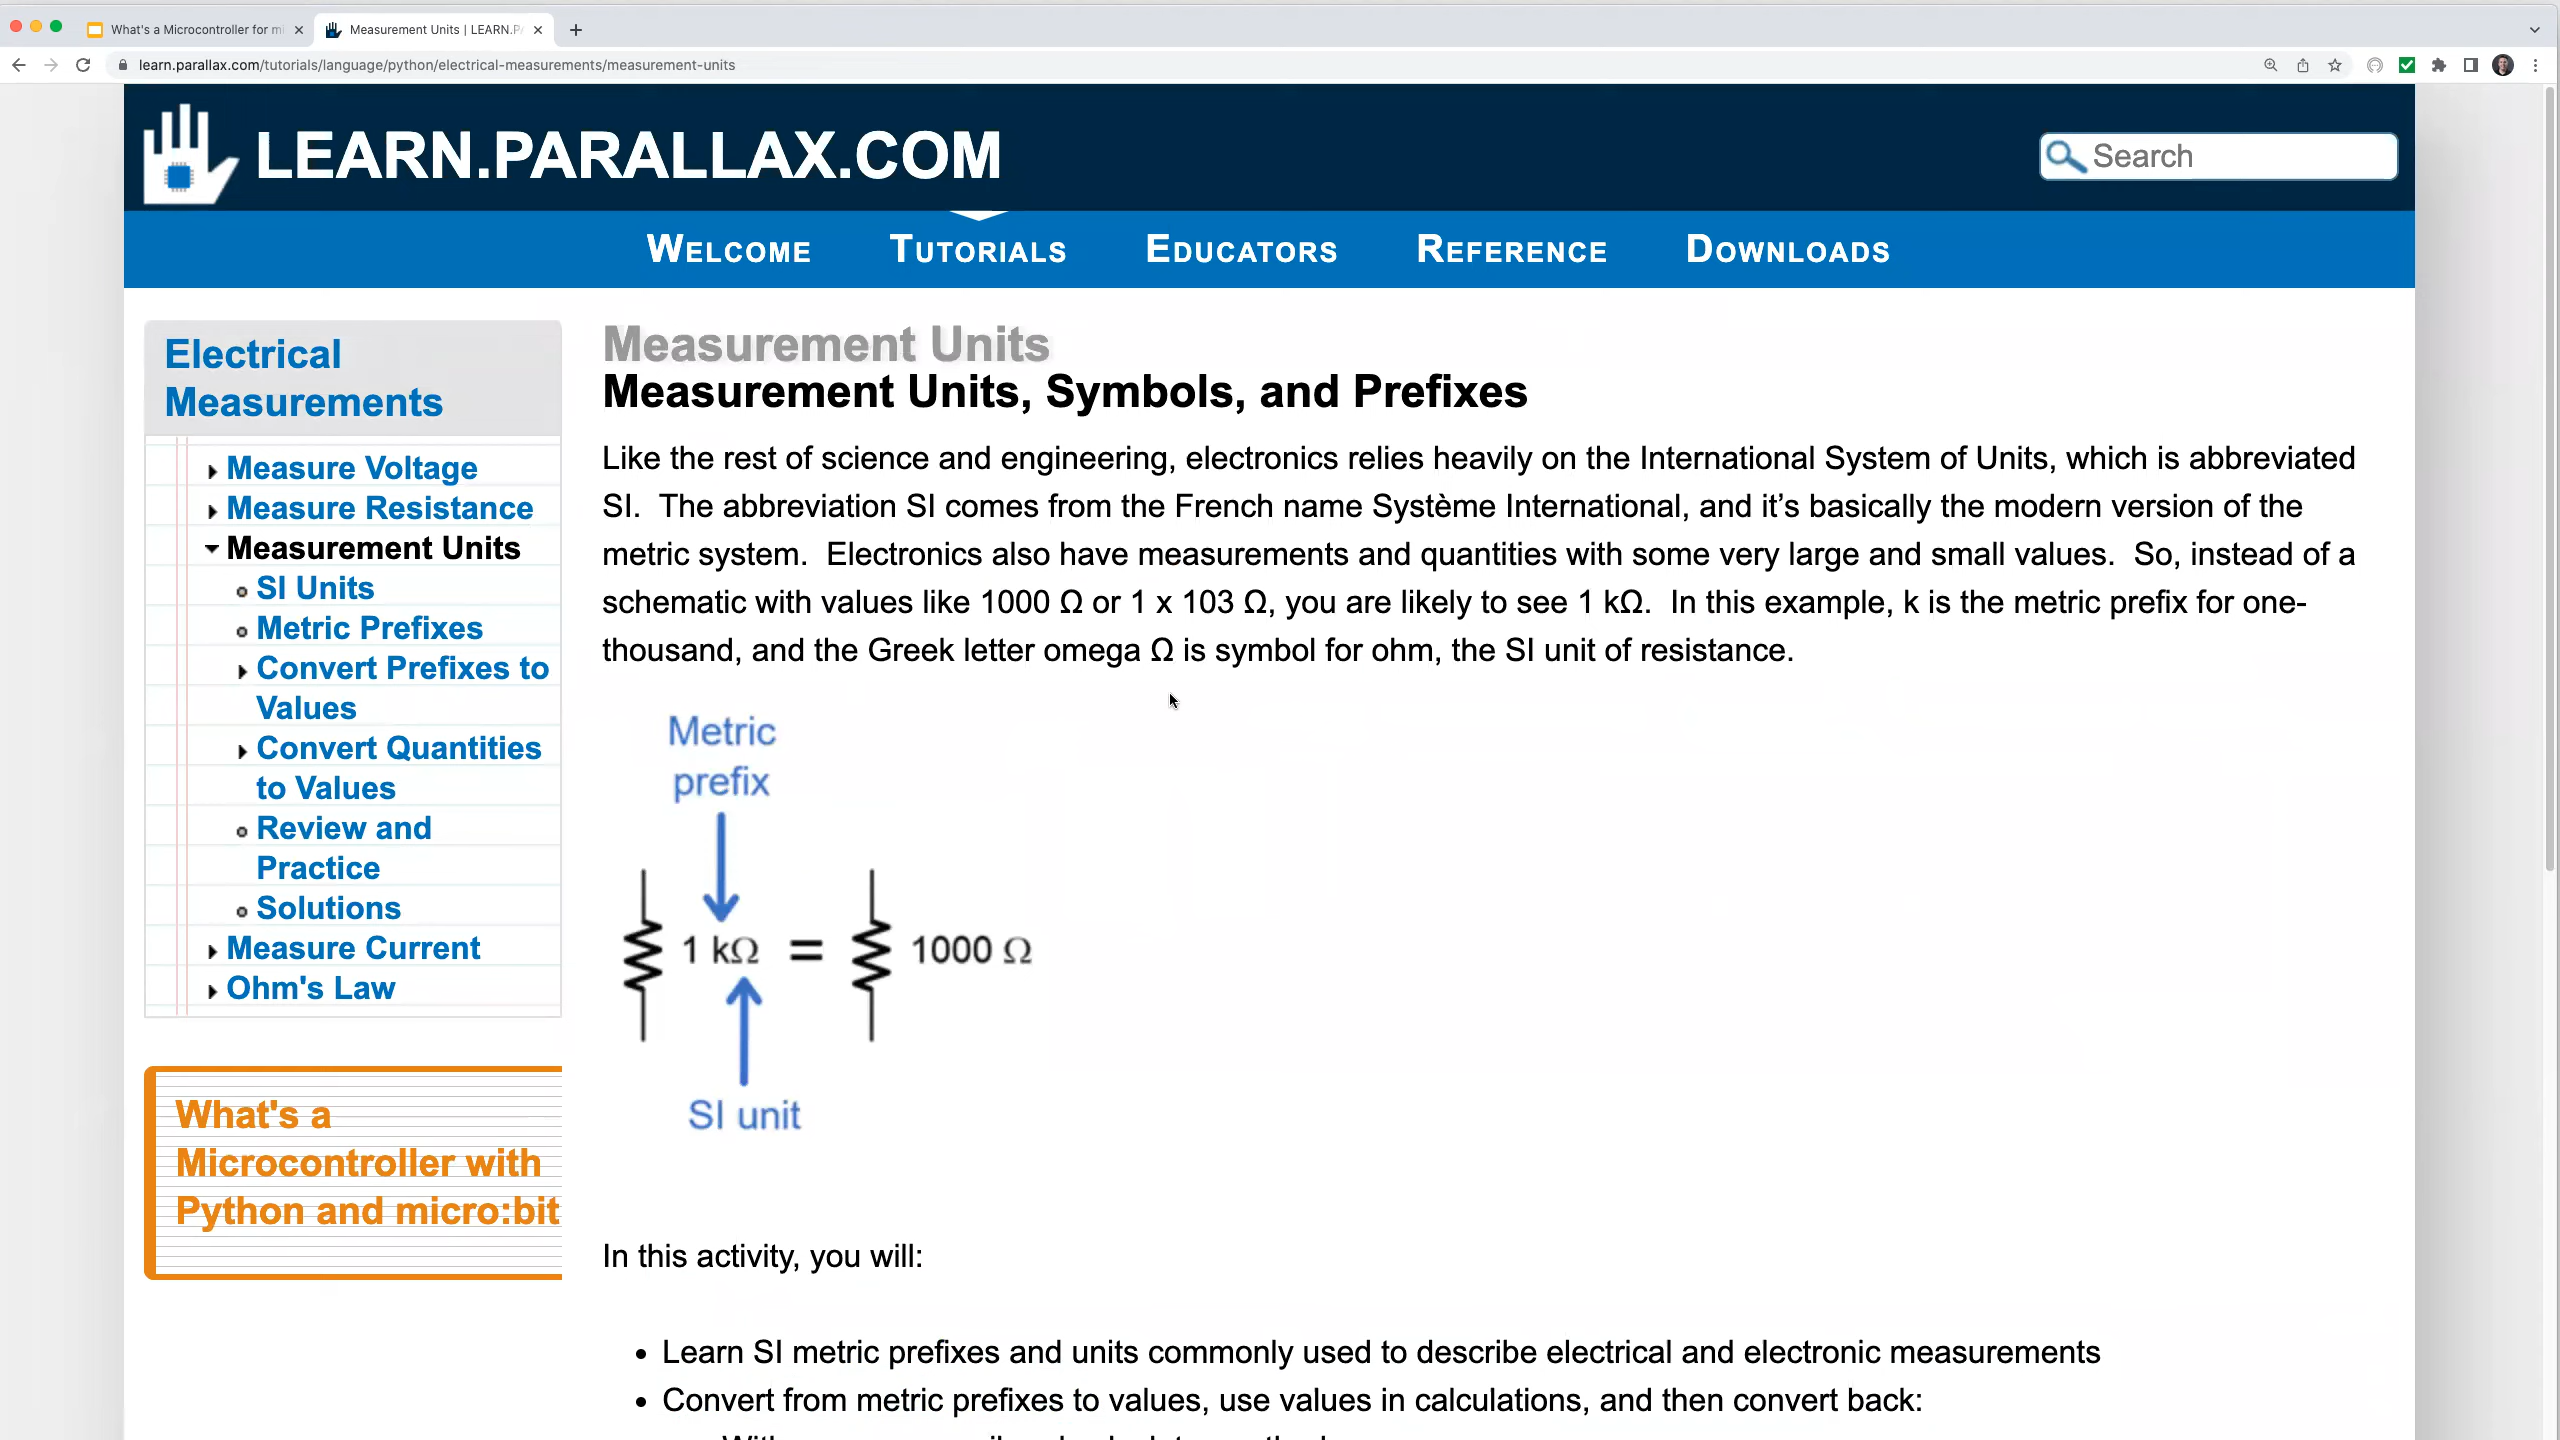 What's a Microcontroller for mi
Measurement Units | LEARN.P
learn.parallax.com/tutorials/language/python/electrical-measurements/measurement-units
LEARN.PARALLAX.COM
Search
WELCOME
TUTORIALS
EDUCATORS
REFERENCE
DOWNLOADS
Electrical
Measurements
Measure Voltage
Measure Resistance
Measurement Units
SI Units
Metric Prefixes
Convert Prefixes to
Values
Convert Quantities
to Values
Review and
Practice
Solutions
Measure Current
Ohm's Law
What's a
Microcontroller with
Python and micro:bit
Measurement Units
Measurement Units, Symbols, and Prefixes
Like the rest of science and engineering, electronics relies heavily on the International System of Units, which is abbreviated
SI.  The abbreviation SI comes from the French name Système International, and it’s basically the modern version of the
metric system.  Electronics also have measurements and quantities with some very large and small values.  So, instead of a
schematic with values like 1000 Ω or 1 x 103 Ω, you are likely to see 1 kΩ.  In this example, k is the metric prefix for one-
thousand, and the Greek letter omega Ω is symbol for ohm, the SI unit of resistance.
Metric
prefix
1 kΩ = 1000 Ω
SI unit
In this activity, you will:
• Learn SI metric prefixes and units commonly used to describe electrical and electronic measurements
• Convert from metric prefixes to values, use values in calculations, and then convert back: